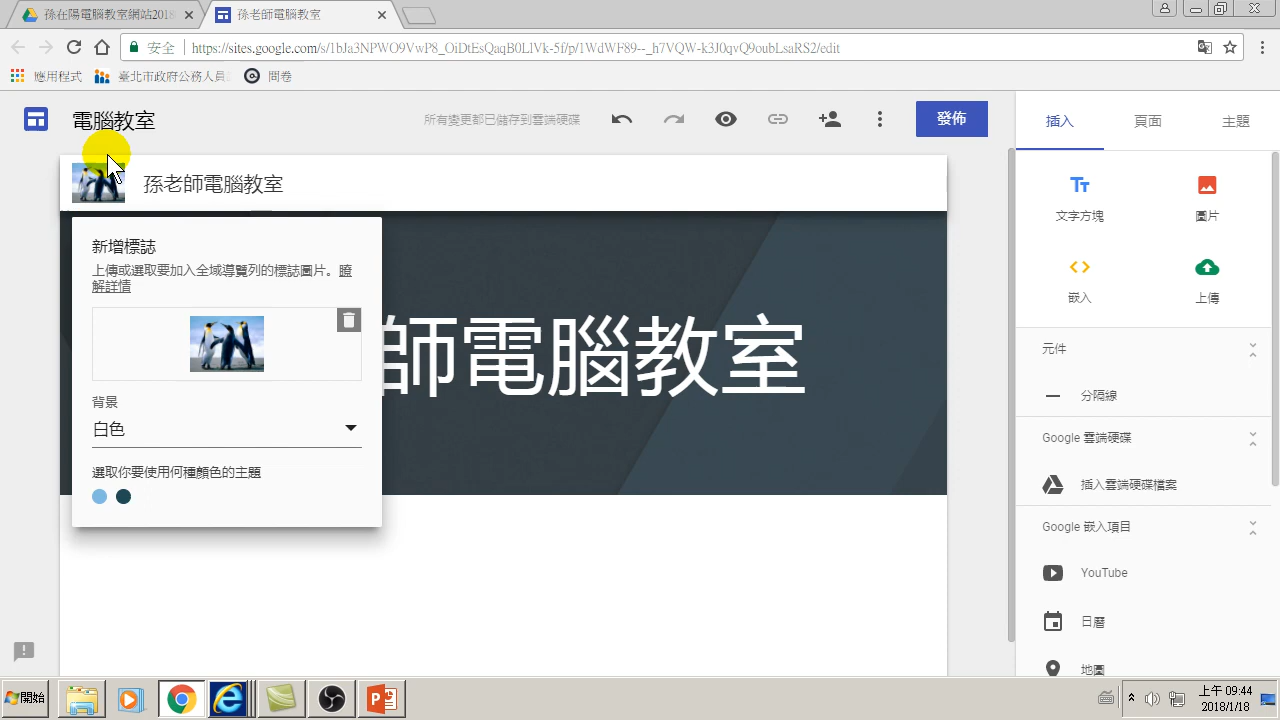 孫在陽電腦教室網站2018
孫老師電腦教室
安全
https://sites.google.com/s/1bJa3NPWO9VwP8_OiDtEsQaqB0LIVk-5f/p/1WdWF89--_h7VQW-k3J0qvQ9oubLsaRS2/edit
應用程式
臺北市政府公務人員
問卷
電腦教室
所有變更都已儲存到雲端硬碟
發佈
插入
頁面
主題
孫老師電腦教室
新增標誌
上傳或選取要加入全域導覽列的標誌圖片。瞭
解詳情
背景
白色
選取你要使用何種顏色的主題
師電腦教室
Tт
文字方塊
圖片
嵌入
上傳
元件
分隔線
Google 雲端硬碟
插入雲端硬碟檔案
Google 嵌入項目
YouTube
日曆
地圖
開始
上午 09:44
2018/1/18